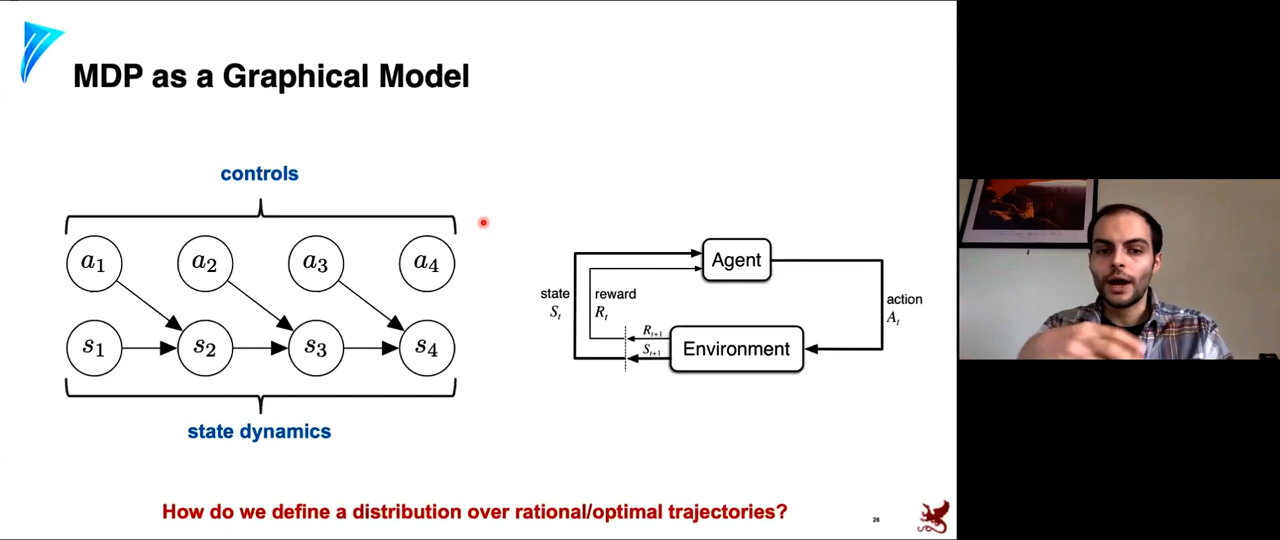 MDP as a Graphical Model
controls
a₁ a₂ a₃ a₄
s₁ s₂ s₃ s₄
state dynamics
Agent
state
Sₜ
reward
Rₜ
action
Aₜ
Rₜ₊₁
Sₜ₊₁
Environment
How do we define a distribution over rational/optimal trajectories?
26